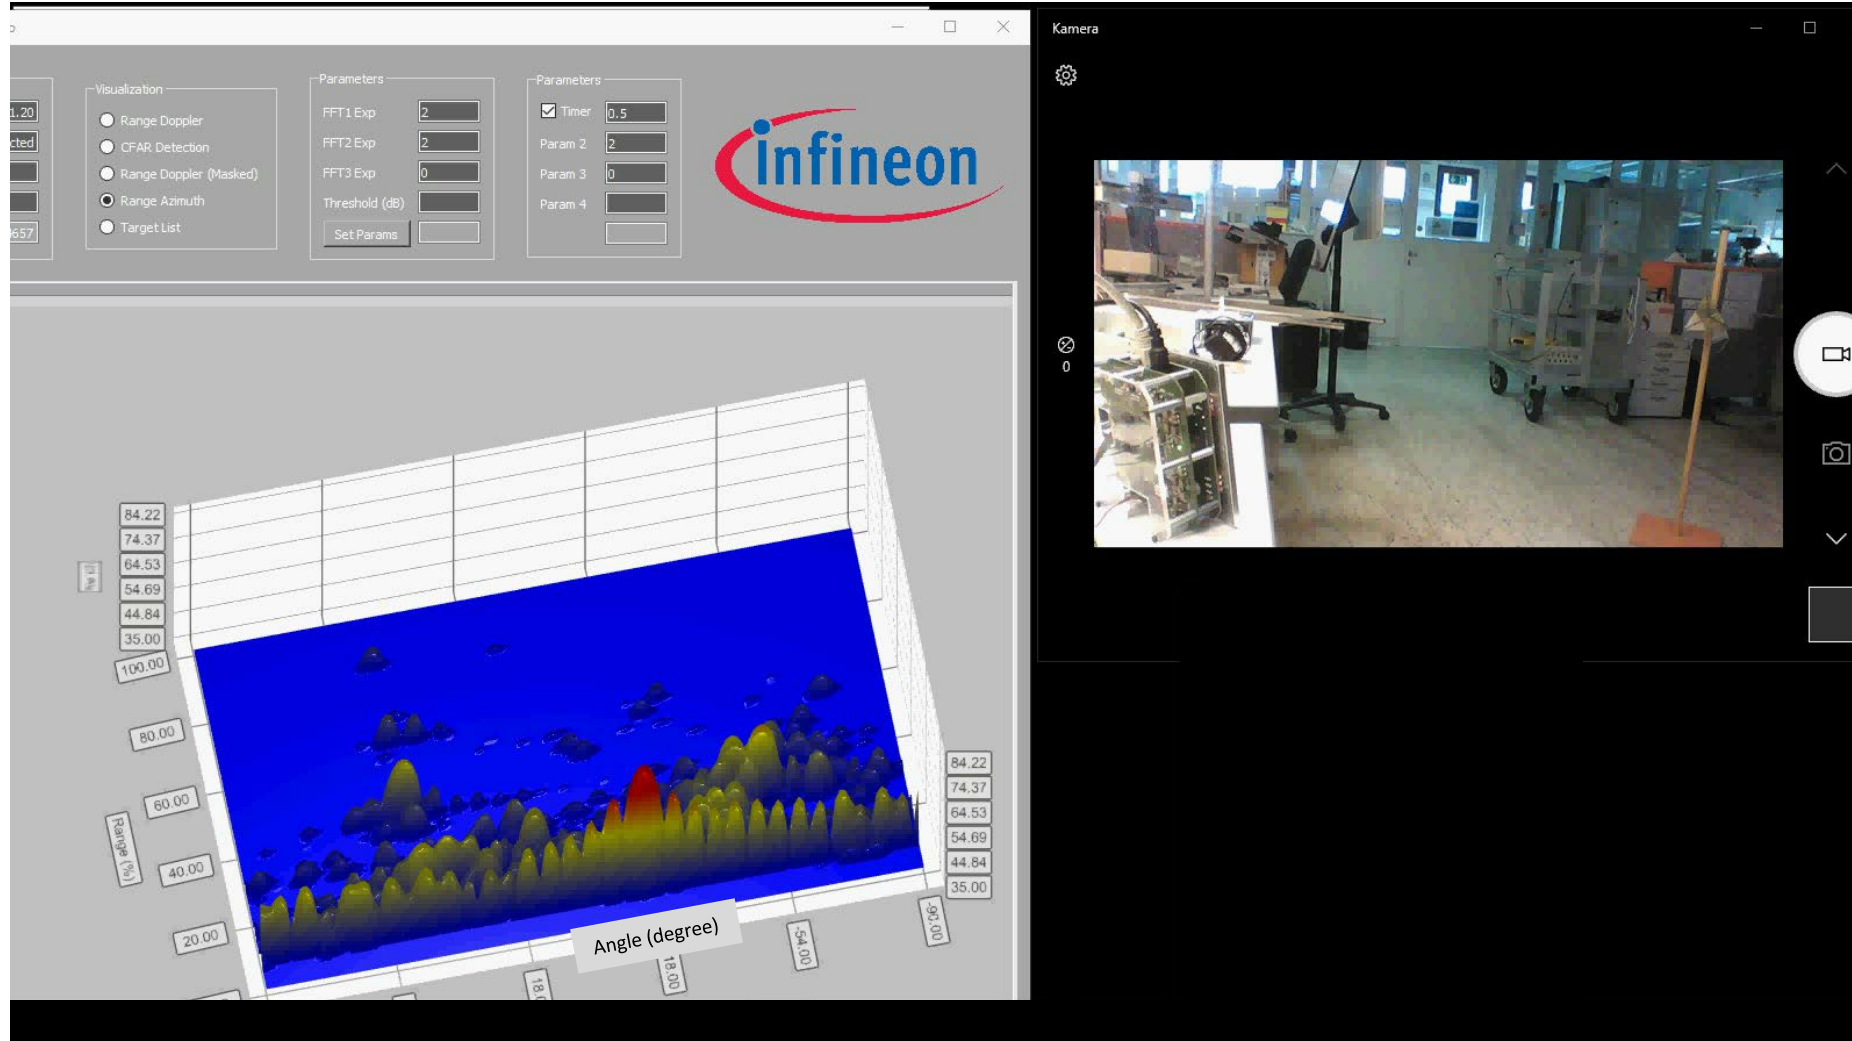 Kamera
1.20
cted
3657
Visualization
Range Doppler
CFAR Detection
Range Doppler (Masked)
Range Azimuth
Target List
Parameters
FFT1 Exp 2
FFT2 Exp 2
FFT3 Exp 0
Threshold (dB)
Set Params
Parameters
Timer 0.5
Param 2 2
Param 3 0
Param 4
infineon
0
84.22
74.37
64.53
54.69
44.84
35.00
100.00
80.00
60.00
40.00
20.00
Range (%)
84.22
74.37
64.53
54.69
44.84
35.00
Angle (degree)
-90.00
-54.00
18.00
18.0